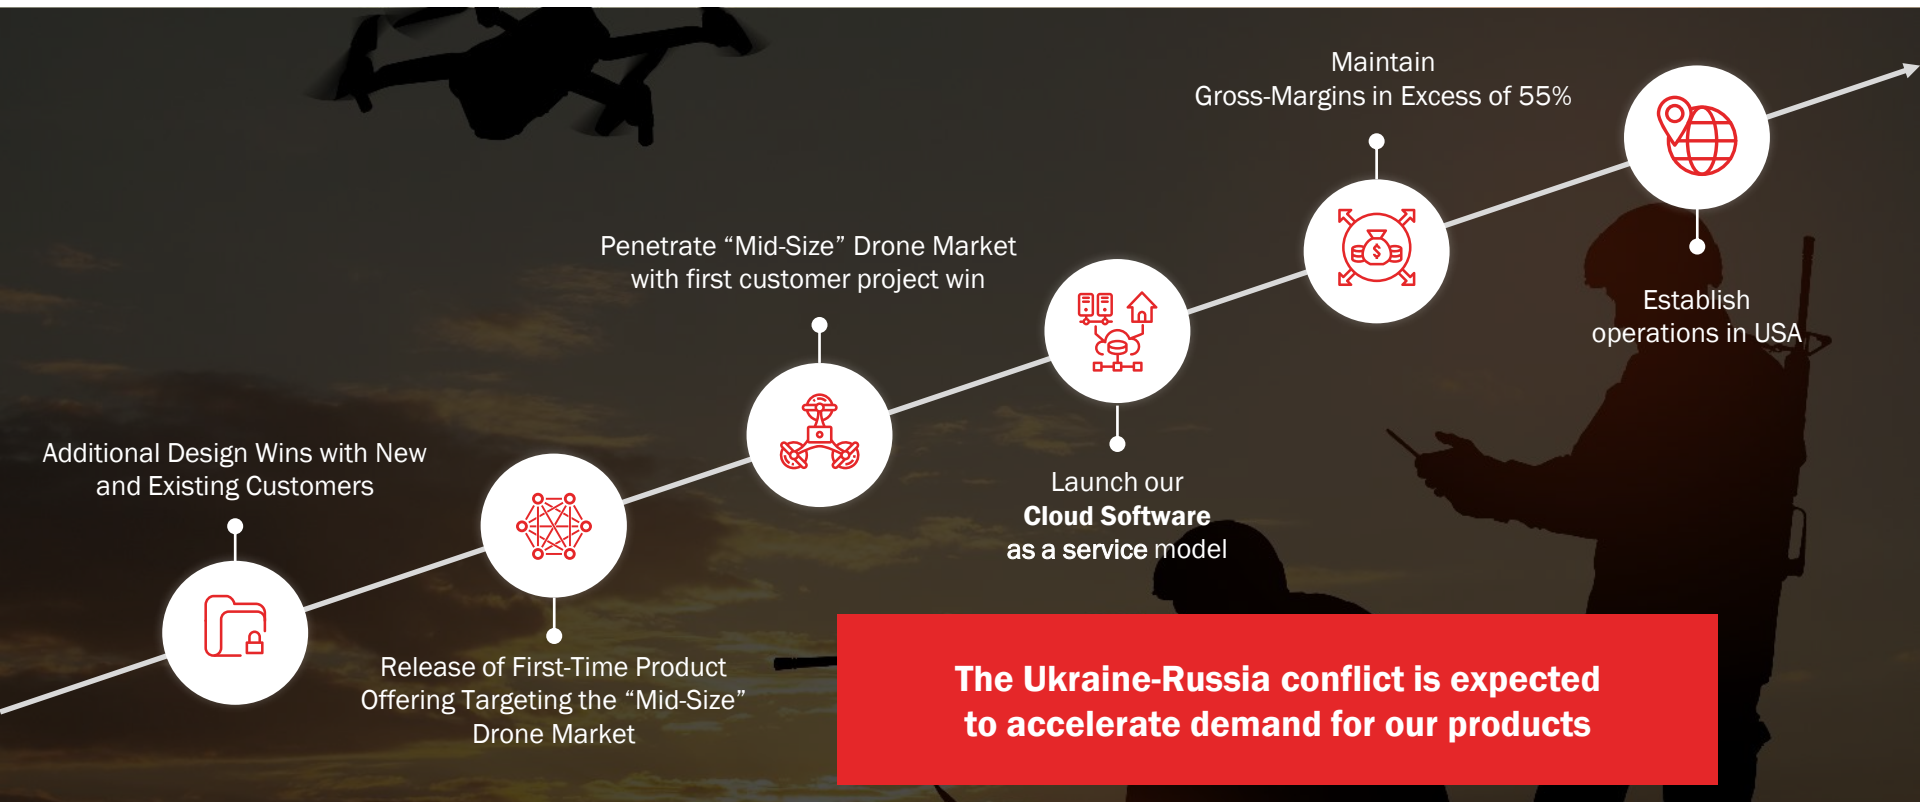 Additional Design Wins with New
and Existing Customers
Release of First-Time Product
Offering Targeting the “Mid-Size”
Drone Market
Penetrate “Mid-Size” Drone Market
with first customer project win
Launch our
Cloud Software
as a service model
Maintain
Gross-Margins in Excess of 55%
Establish
operations in USA
The Ukraine-Russia conflict is expected
to accelerate demand for our products